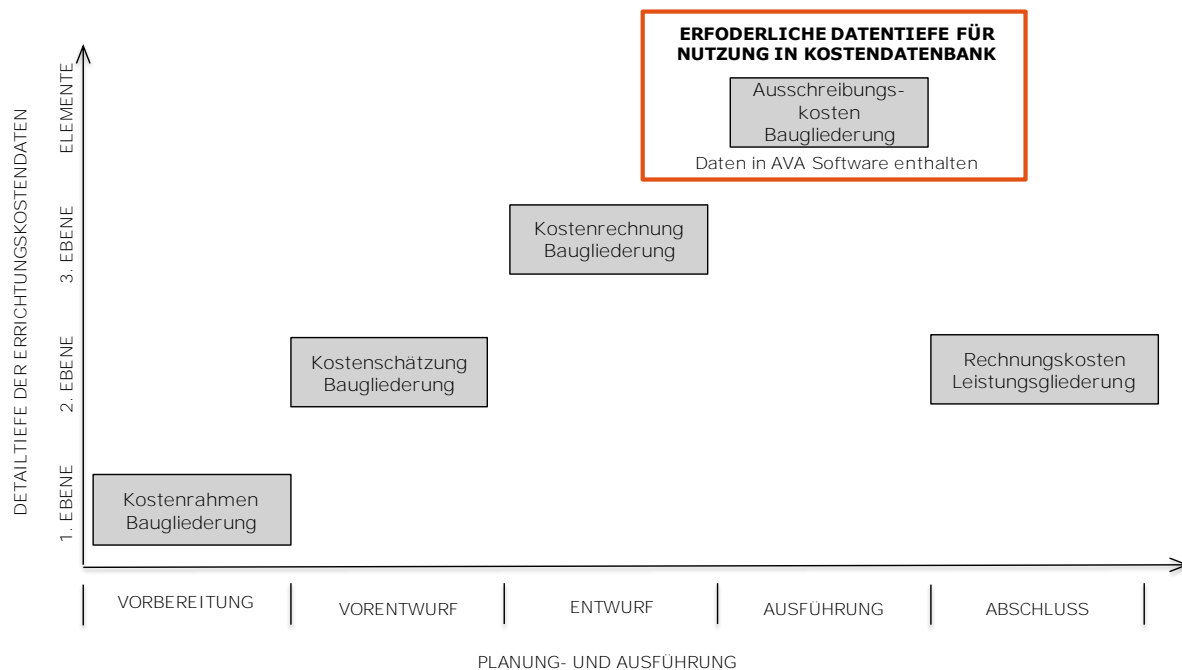 ERFODERLICHE DATENTIEFE FÜR
NUTZUNG IN KOSTENDATENBANK
Ausschreibungs-
kosten
Baugliederung
Daten in AVA Software enthalten
DETAILTIEFE DER ERRICHTUNGSKOSTENDATEN
ELEMENTE
3. EBENE
2. EBENE
1. EBENE
Kostenrechnung
Baugliederung
Kostenschätzung
Baugliederung
Rechnungskosten
Leistungsgliederung
Kostenrahmen
Baugliederung
VORBEREITUNG
VORENTWURF
ENTWURF
AUSFÜHRUNG
ABSCHLUSS
PLANUNG- UND AUSFÜHRUNG